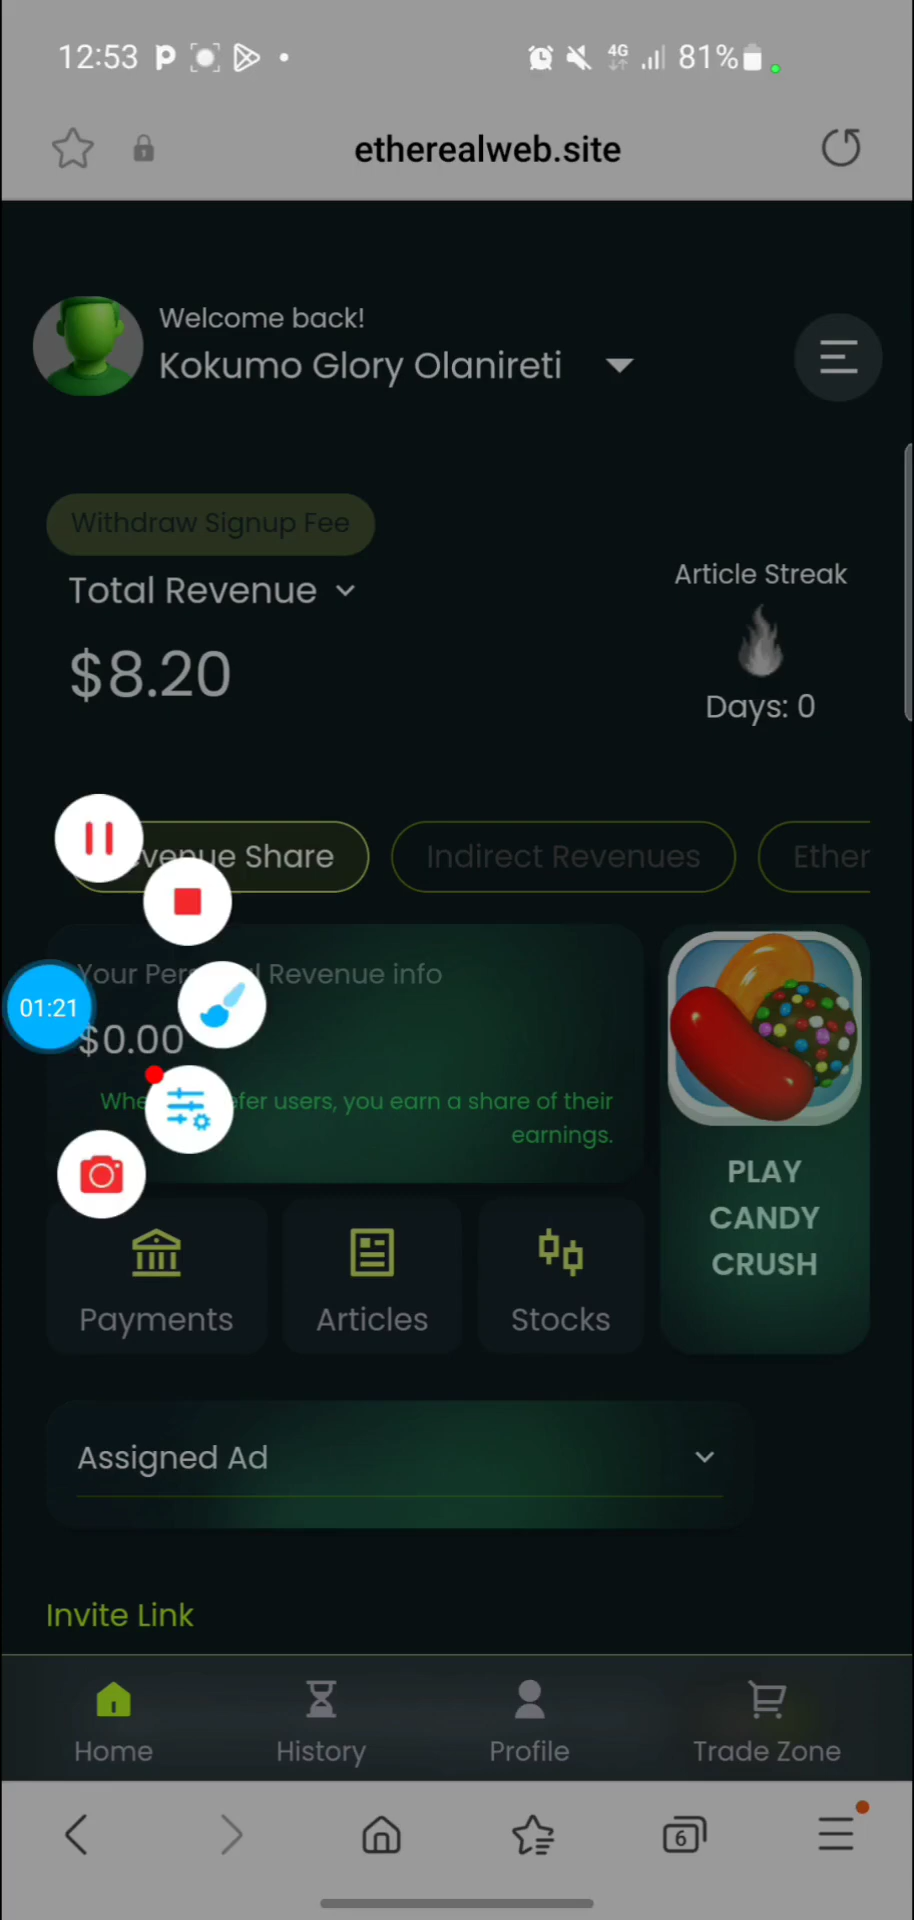 12:53
4G
81%
etherealweb.site
Welcome back!
Kokumo Glory Olanireti
Withdraw Signup Fee
Total Revenue
$8.20
Article Streak
Days: 0
venue Share
Indirect Revenues
Ether
Your Per l Revenue info
01:21
$0.00
Whe efer users, you earn a share of their
earnings.
PLAY
CANDY
CRUSH
Payments
Articles
Stocks
Assigned Ad
Invite Link
Home
History
Profile
Trade Zone
6